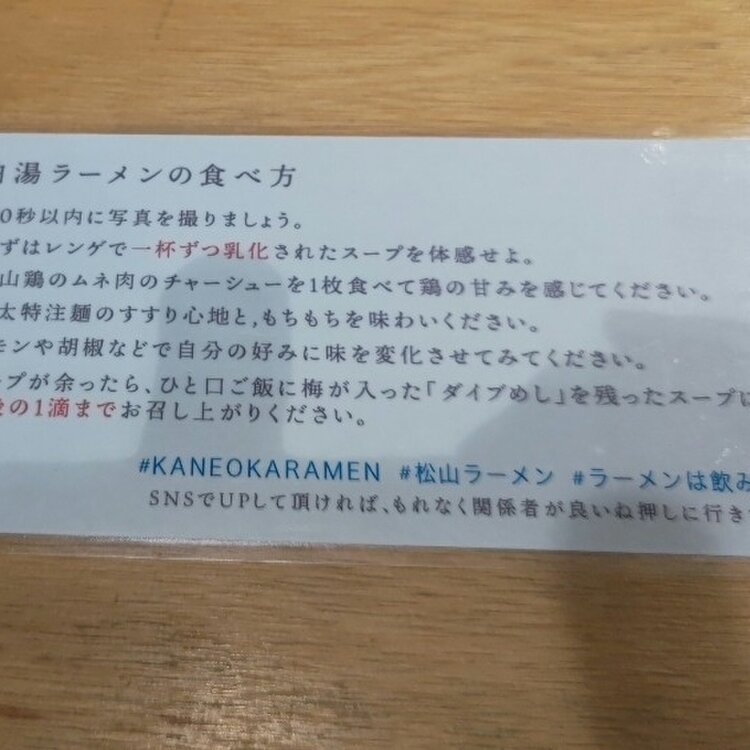 湯ラーメンの食べ方
0秒以内に写真を撮りましょう。
ずはレンゲで一杯ずつ乳化されたスープを体感せよ。
山鶏のムネ肉のチャーシューを1枚食べて鶏の甘みを感じてください。
太特注麺のすすり心地と,もちもちを味わいください。
モンや胡椒などで自分の好みに味を変化させてみてください。
ープが余ったら、ひと口ご飯に梅が入った「ダイブめし」を残ったスープに
の1滴までお召し上がりください。
#KANEOKARAMEN #松山ラーメン #ラーメンは飲み
SNSでUPして頂ければ、もれなく関係者が良いね押しに行き